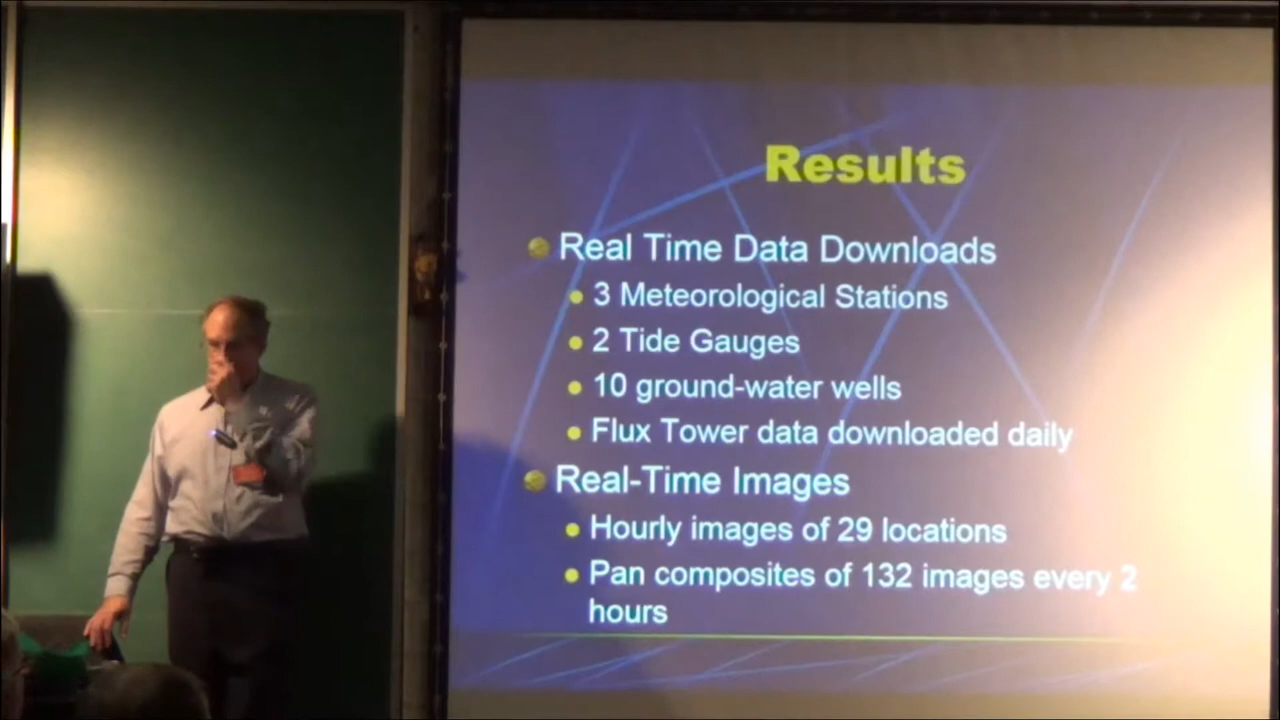 Results
Real Time Data Downloads
3 Meteorological Stations
2 Tide Gauges
10 ground-water wells
Flux Tower data downloaded daily
Real-Time Images
Hourly images of 29 locations
Pan composites of 132 images every 2
hours